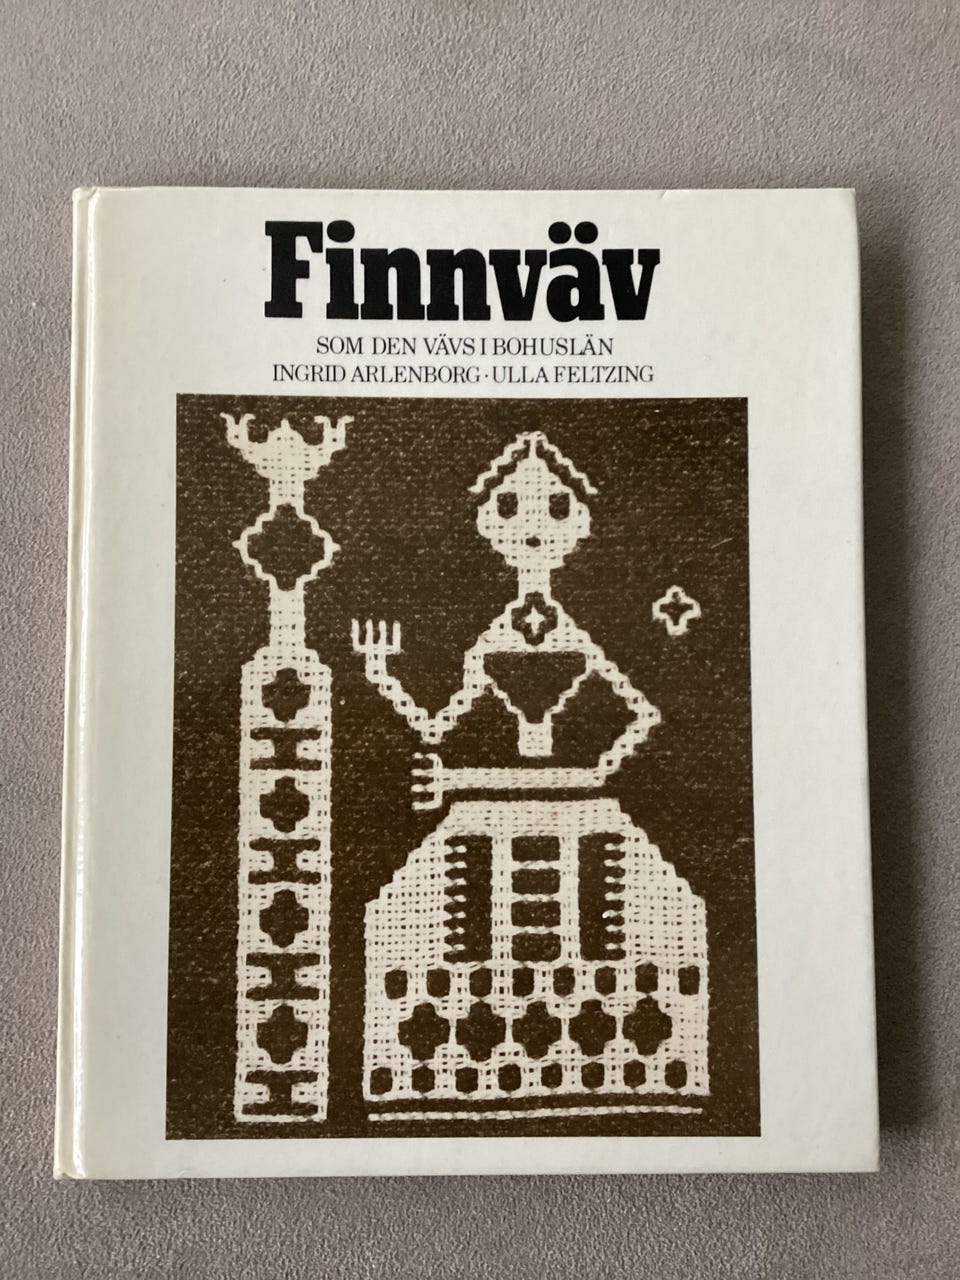 Finnväv
SOM DEN VÄVS I BOHUSLÄN
INGRID ARLENBORG · ULLA FELTZING